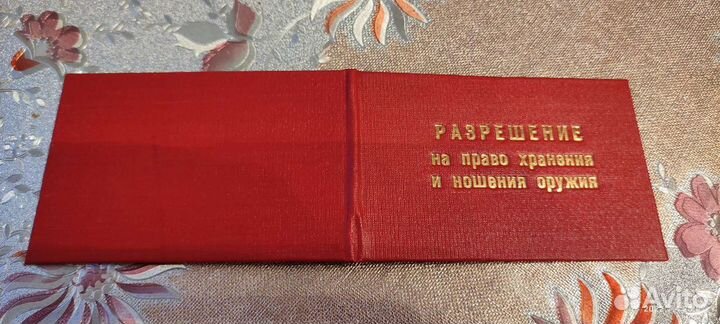 РАЗРЕШЕНИЕ
на право хранения
и ношения оружия
Avito